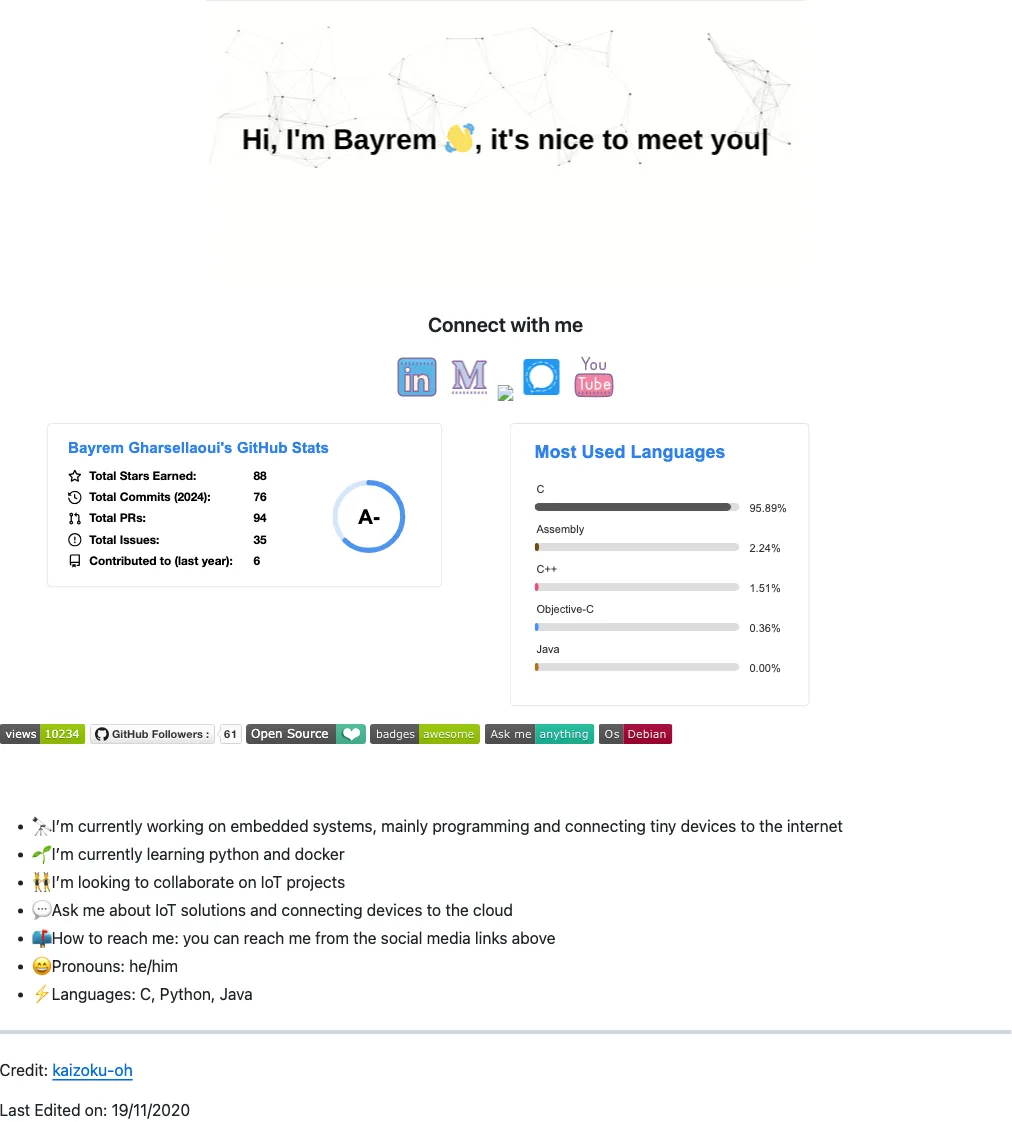 Hi, I'm Bayrem 👋, it's nice to meet you|
Connect with me
in M You Tube
Bayrem Gharsellaoui's GitHub Stats
Total Stars Earned: 88
Total Commits (2024): 76
Total PRs: 94
Total Issues: 35
Contributed to (last year): 6
A-
Most Used Languages
C
95.89%
Assembly
2.24%
C++
1.51%
Objective-C
0.36%
Java
0.00%
views 10234 GitHub Followers : 61 Open Source badges awesome Ask me anything Os Debian
• 🔭I’m currently working on embedded systems, mainly programming and connecting tiny devices to the internet
• 🌱I’m currently learning python and docker
• 👯I’m looking to collaborate on IoT projects
• 💬Ask me about IoT solutions and connecting devices to the cloud
• 📫How to reach me: you can reach me from the social media links above
• 😄Pronouns: he/him
• ⚡Languages: C, Python, Java
Credit: kaizoku-oh
Last Edited on: 19/11/2020